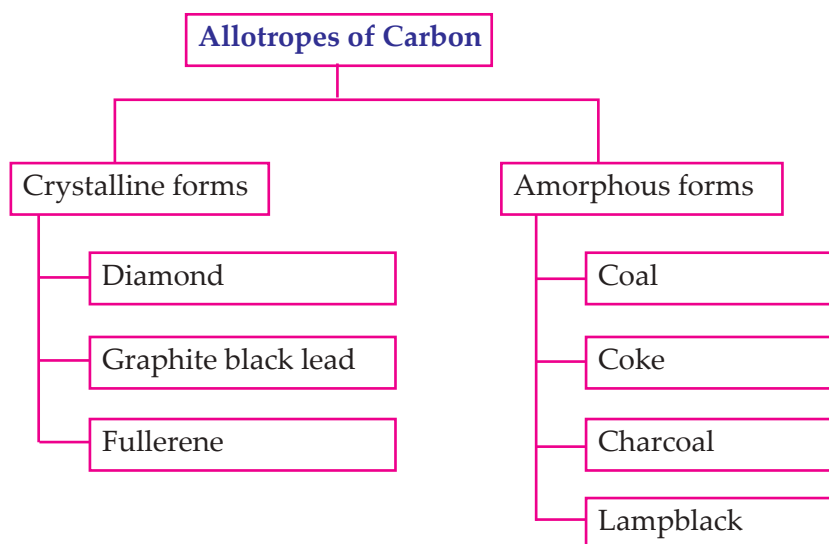 Allotropes of Carbon
Crystalline forms
Amorphous forms
Diamond
Coal
Graphite black lead
Coke
Fullerene
Charcoal
Lampblack